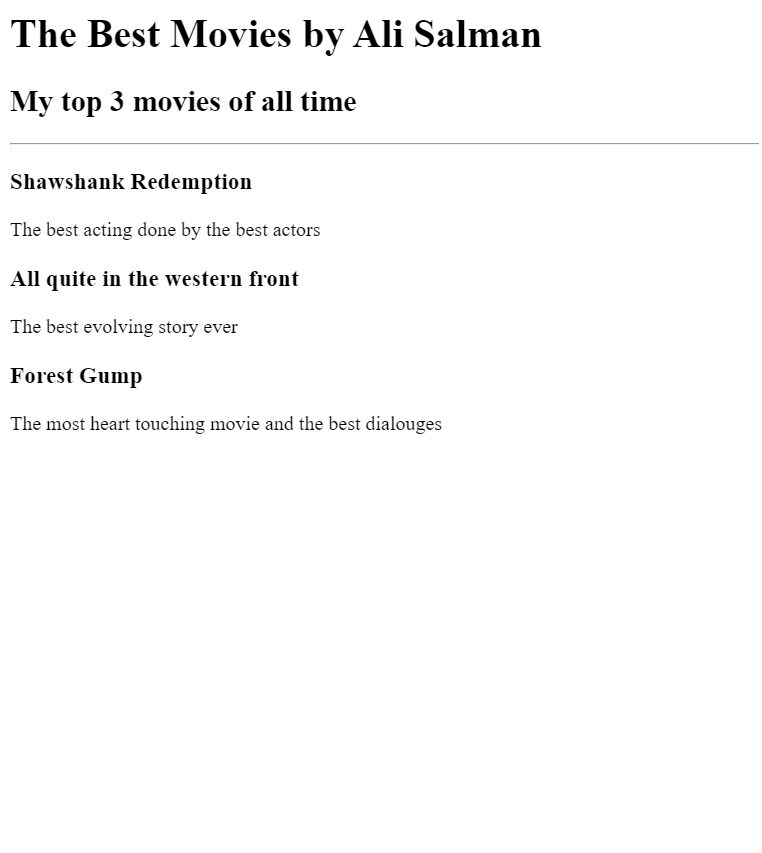 The Best Movies by Ali Salman
My top 3 movies of all time
Shawshank Redemption
The best acting done by the best actors
All quite in the western front
The best evolving story ever
Forest Gump
The most heart touching movie and the best dialouges